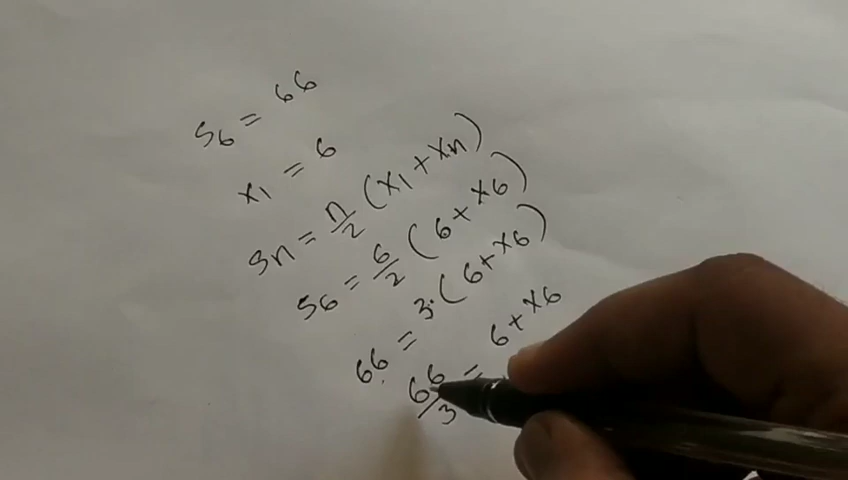 S6 = 66
x1 = 6
Sn = n/2 (x1 + xn)
S6 = 6/2 (6 + x6)
66 = 3·(6 + x6)
66/3 = 6 + x6